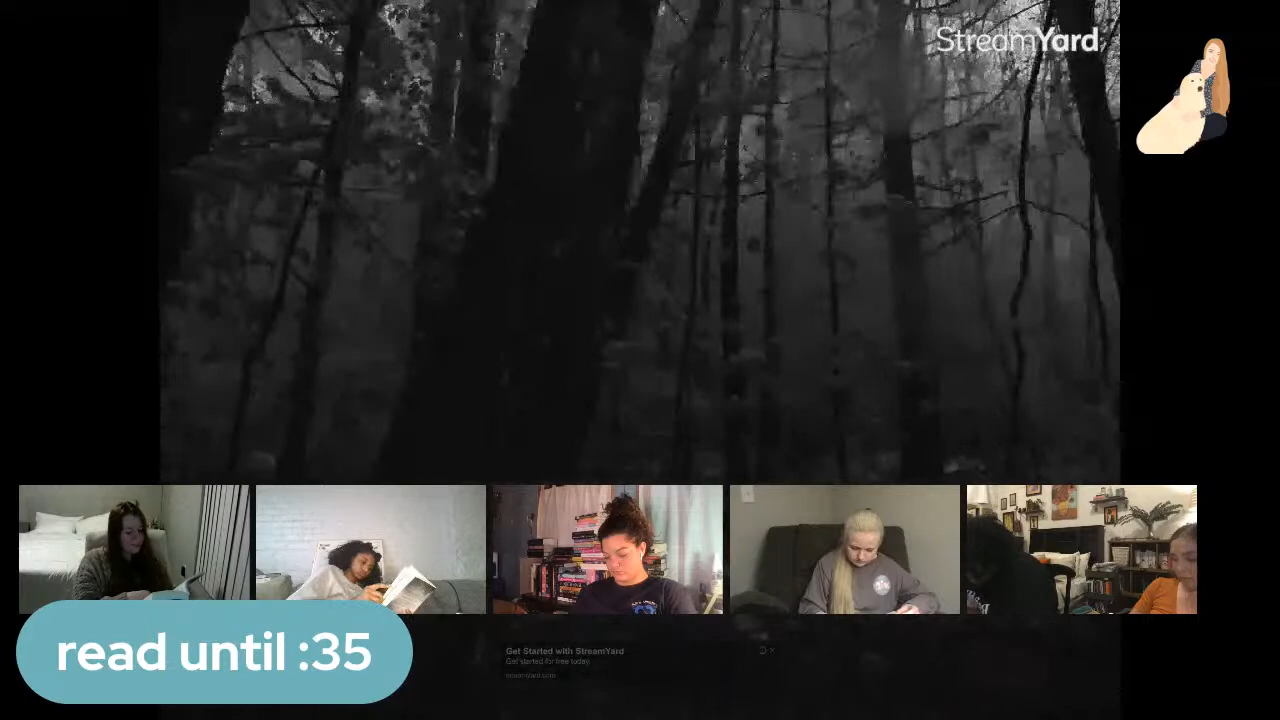 StreamYard
read until :35
Get Started with StreamYard
Get started for free today.